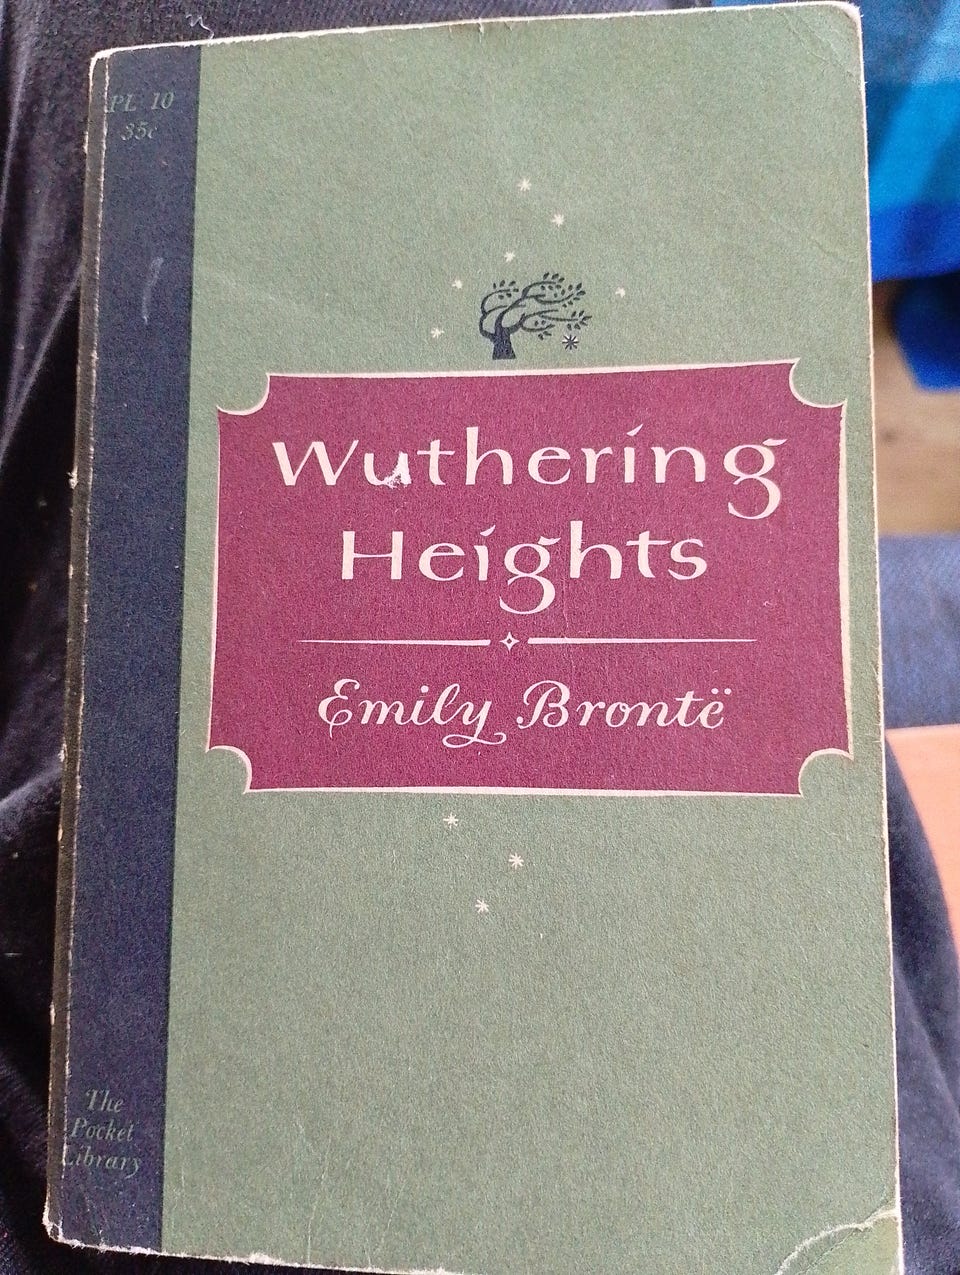 PL 10
35c
Wuthering
Heights
Emily Brontë
The
Pocket
Library